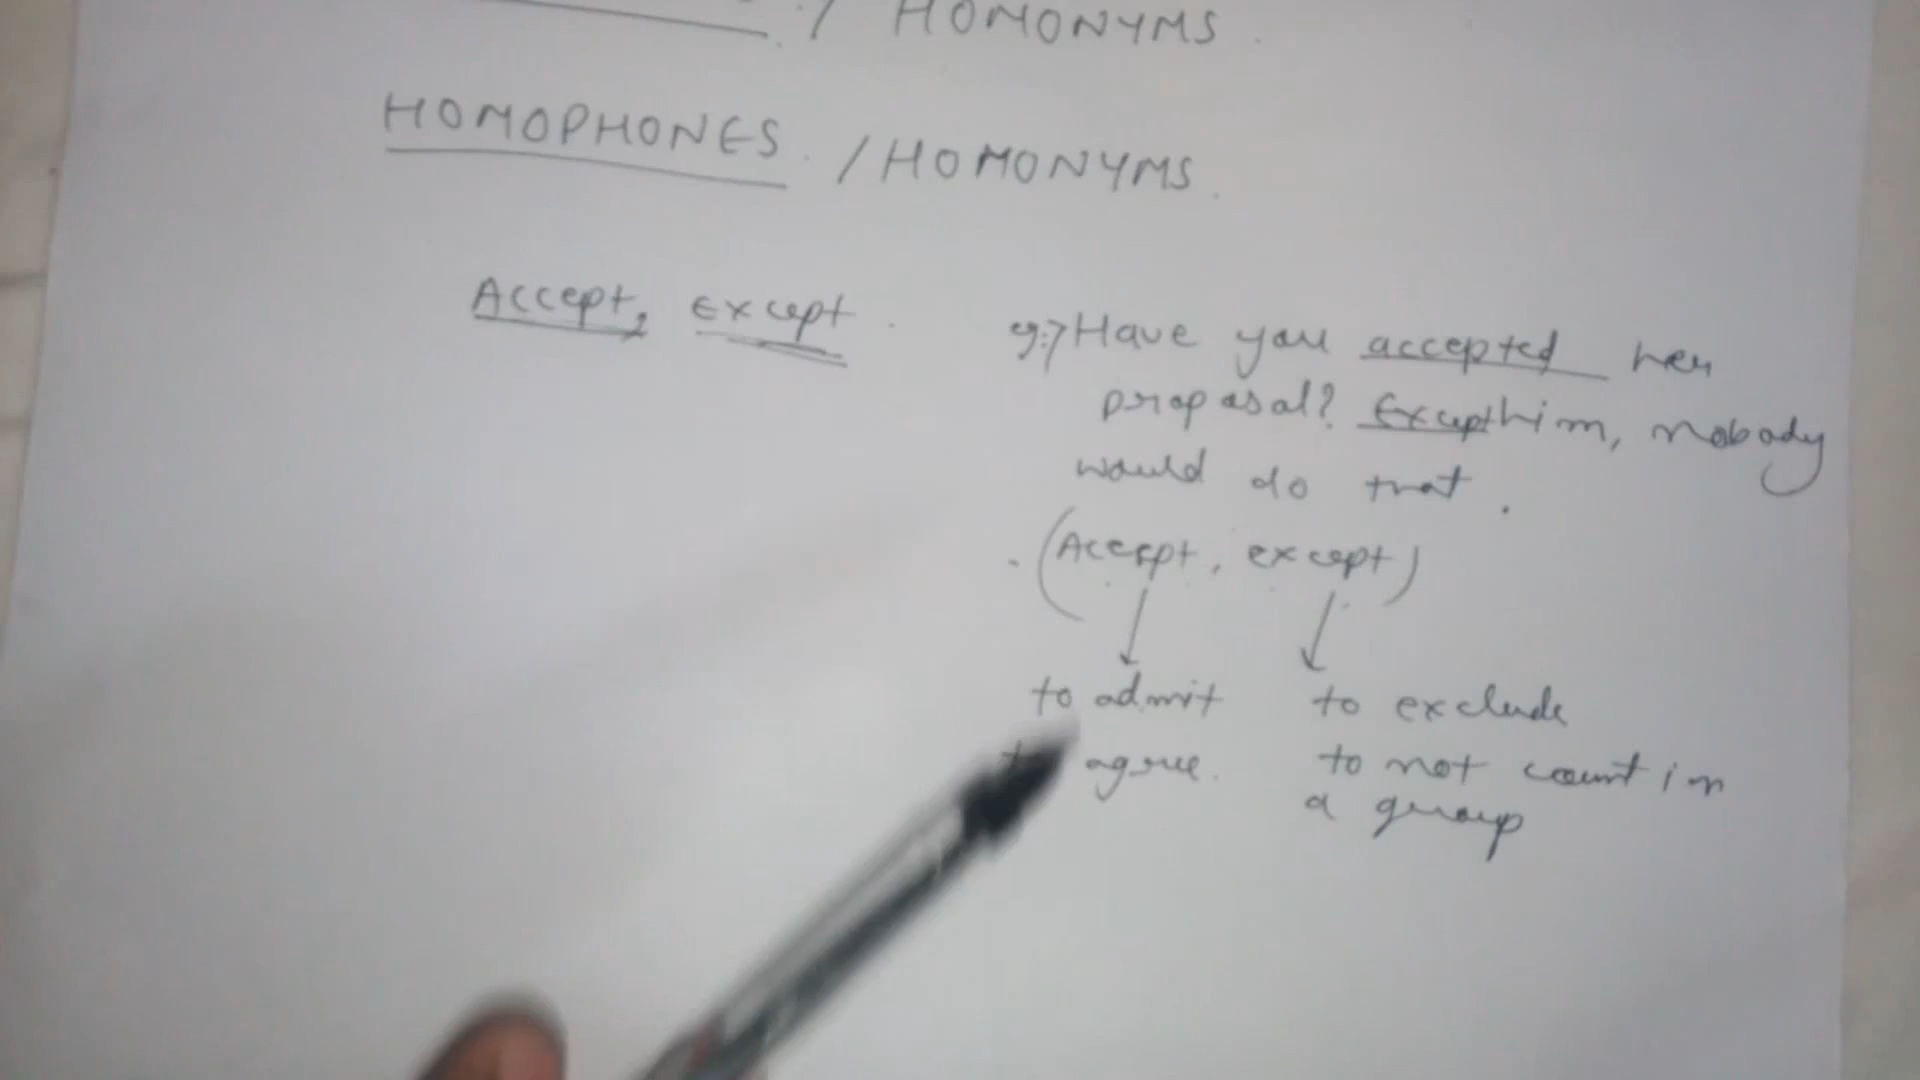 / HOMONYMS.
HOMOPHONES. / HOMONYMS.
Accept, Except.
eg:> Have you accepted her
proposal? Except him, nobody
would do that.
(Accept, except)
to admit to exclude
agree. to not count in
a group